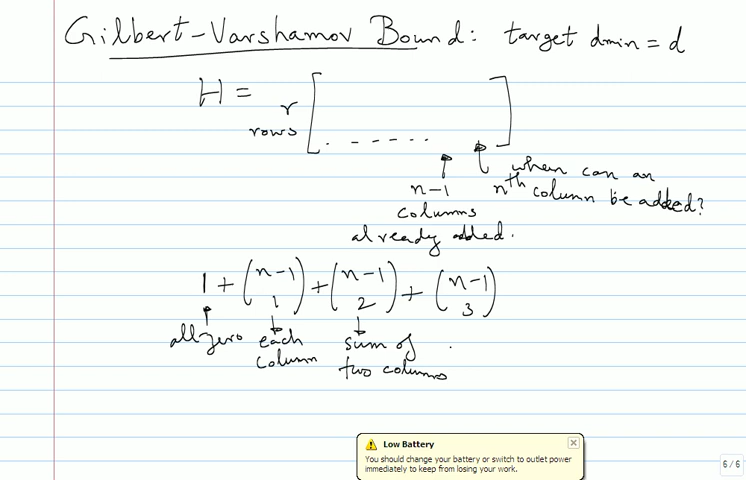 Gilbert-Varshamov Bound: target dmin = d
H = r rows [ - - - - - - ]
n-1 columns already added.
when can an nth column be added?
1 + (n-1 1) + (n-1 2) + (n-1 3)
all zero
each column
sum of two columns
Low Battery
You should change your battery or switch to outlet power
immediately to keep from losing your work.
6 / 6